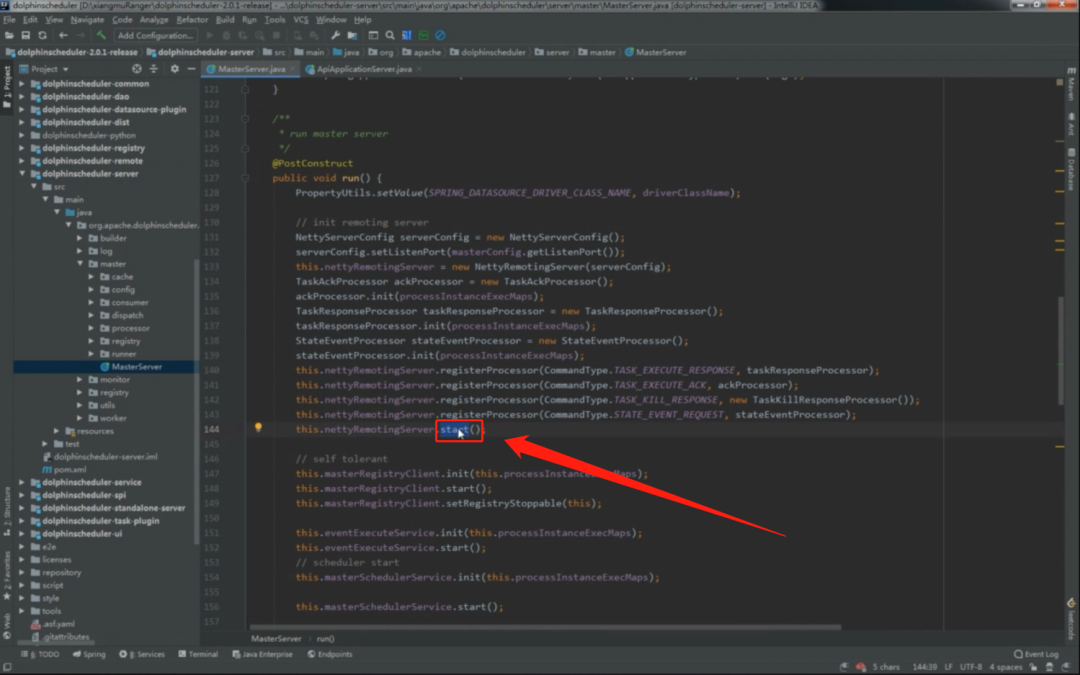 dolphinscheduler [D:\xiangmuRanger\dolphinscheduler-2.0.1-release] - ...\dolphinscheduler-server\src\main\java\org\apache\dolphinscheduler\server\master\MasterServer.java [dolphinscheduler-server] - IntelliJ IDEA
File Edit View Navigate Code Analyze Refactor Build Run Tools VCS Window Help
Add Configuration...
dolphinscheduler-2.0.1-release dolphinscheduler-server src main java org apache dolphinscheduler server master MasterServer
Project
MasterServer.java
ApiApplicationServer.java
1: Project
2: Structure
2: Favorites
Web
dolphinscheduler-common
dolphinscheduler-dao
dolphinscheduler-datasource-plugin
dolphinscheduler-dist
dolphinscheduler-python
dolphinscheduler-registry
dolphinscheduler-remote
dolphinscheduler-server
src
main
java
org.apache.dolphinscheduler.
builder
log
master
cache
config
consumer
dispatch
processor
registry
runner
MasterServer
monitor
registry
utils
worker
resources
test
dolphinscheduler-server.iml
pom.xml
dolphinscheduler-service
dolphinscheduler-spi
dolphinscheduler-standalone-server
dolphinscheduler-task-plugin
dolphinscheduler-ui
e2e
licenses
repository
script
style
tools
.asf.yaml
.gitattributes
121 }
122
123 /**
124 * run master server
125 */
126 @PostConstruct
127 public void run() {
128 PropertyUtils.setValue(SPRING_DATASOURCE_DRIVER_CLASS_NAME, driverClassName);
129
130 // init remoting server
131 NettyServerConfig serverConfig = new NettyServerConfig();
132 serverConfig.setListenPort(masterConfig.getListenPort());
133 this.nettyRemotingServer = new NettyRemotingServer(serverConfig);
134 TaskAckProcessor ackProcessor = new TaskAckProcessor();
135 ackProcessor.init(processInstanceExecMaps);
136 TaskResponseProcessor taskResponseProcessor = new TaskResponseProcessor();
137 taskResponseProcessor.init(processInstanceExecMaps);
138 StateEventProcessor stateEventProcessor = new StateEventProcessor();
139 stateEventProcessor.init(processInstanceExecMaps);
140 this.nettyRemotingServer.registerProcessor(CommandType.TASK_EXECUTE_RESPONSE, taskResponseProcessor);
141 this.nettyRemotingServer.registerProcessor(CommandType.TASK_EXECUTE_ACK, ackProcessor);
142 this.nettyRemotingServer.registerProcessor(CommandType.TASK_KILL_RESPONSE, new TaskKillResponseProcessor());
143 this.nettyRemotingServer.registerProcessor(CommandType.STATE_EVENT_REQUEST, stateEventProcessor);
144 this.nettyRemotingServer.start();
145
146 // self tolerant
147 this.masterRegistryClient.init(this.processInstanceExecMaps);
148 this.masterRegistryClient.start();
149 this.masterRegistryClient.setRegistryStoppable(this);
150
151 this.eventExecuteService.init(this.processInstanceExecMaps);
152 this.eventExecuteService.start();
153 // scheduler start
154 this.masterSchedulerService.init(this.processInstanceExecMaps);
155
156 this.masterSchedulerService.start();
157
MasterServer run()
Maven
Ant
Database
leetcode
6: TODO Spring 8: Services Terminal Java Enterprise Endpoints Event Log
5 chars 144:39 LF UTF-8 4 spaces